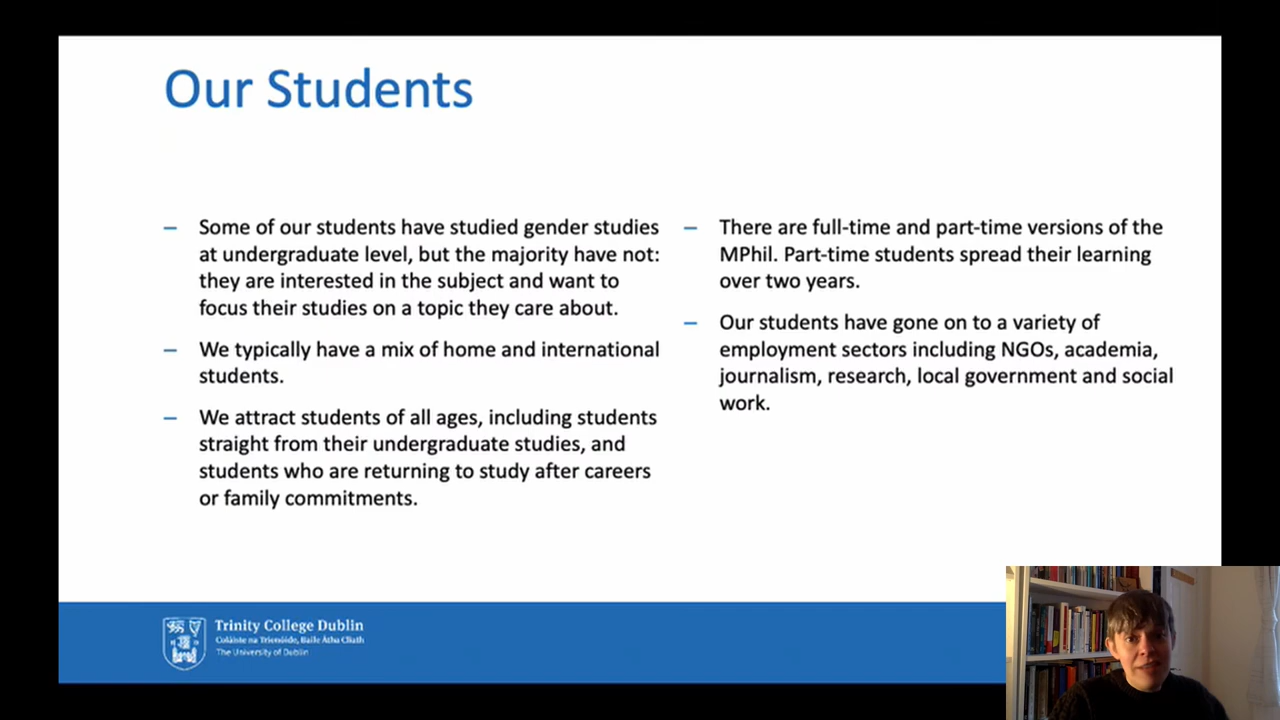 Our Students
– Some of our students have studied gender studies
at undergraduate level, but the majority have not:
they are interested in the subject and want to
focus their studies on a topic they care about.
– We typically have a mix of home and international
students.
– We attract students of all ages, including students
straight from their undergraduate studies, and
students who are returning to study after careers
or family commitments.
– There are full-time and part-time versions of the
MPhil. Part-time students spread their learning
over two years.
– Our students have gone on to a variety of
employment sectors including NGOs, academia,
journalism, research, local government and social
work.
Trinity College Dublin
Coláiste na Tríonóide, Baile Átha Cliath
The University of Dublin